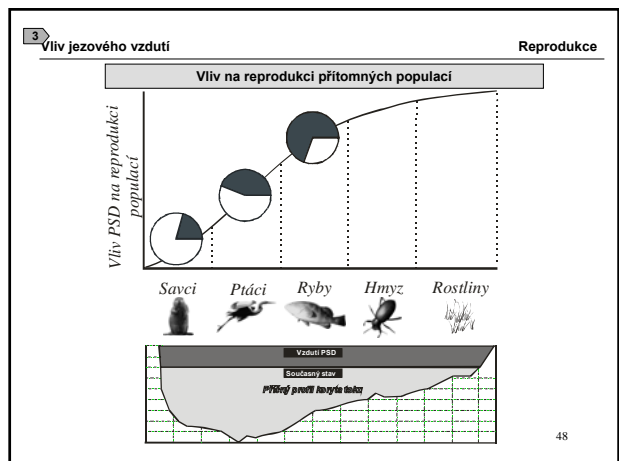 3
Vliv jezového vzdutí
Reprodukce
Vliv na reprodukci přítomných populací
Vliv PSD na reprodukci
populací
Savci
Ptáci
Ryby
Hmyz
Rostliny
Vzdutí PSD
Současný stav
Příčný profil koryta toku
48